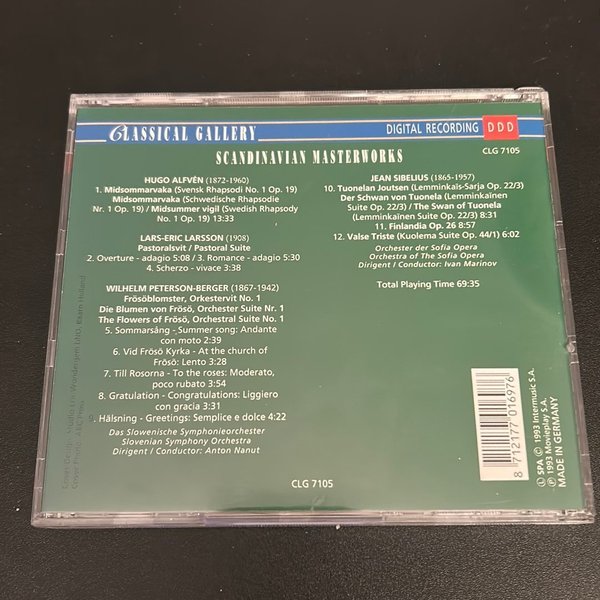 CLASSICAL GALLERY
DIGITAL RECORDING DDD
SCANDINAVIAN MASTERWORKS
CLG 7105
HUGO ALFVÉN (1872-1960)
1. Midsommarvaka (Svensk Rhapsodi No. 1 Op. 19)
Midsommarvaka (Schwedische Rhapsodie
Nr. 1 Op. 19) / Midsummer vigil (Swedish Rhapsody
No. 1 Op. 19) 13:33
LARS-ERIC LARSSON (1908)
Pastoralsvit / Pastoral Suite
2. Overture - adagio 5:08 / 3. Romance - adagio 5:30
4. Scherzo - vivace 3:38
WILHELM PETERSON-BERGER (1867-1942)
Frösöblomster, Orkestervit No. 1
Die Blumen von Frösö, Orchester Suite Nr. 1
The Flowers of Frösö, Orchestral Suite No. 1
5. Sommarsång - Summer song: Andante
con moto 2:39
6. Vid Frösö Kyrka - At the church of
Frösö: Lento 3:28
7. Till Rosorna - To the roses: Moderato,
poco rubato 3:54
8. Gratulation - Congratulations: Liggiero
con gracia 3:31
9. Hälsning - Greetings: Semplice e dolce 4:22
Das Slowenische Symphonieorchester
Slovenian Symphony Orchestra
Dirigent / Conductor: Anton Nanut
CLG 7105
JEAN SIBELIUS (1865-1957)
10. Tuonelan Joutsen (Lemminkaïs-Sarja Op. 22/3)
Der Schwan von Tuonela (Lemminkaïnen
Suite Op. 22/3) / The Swan of Tuonela
(Lemminkaïnen Suite Op. 22/3) 8:31
11. Finlandia Op. 26 8:57
12. Valse Triste (Kuolema Suite Op. 44/1) 6:02
Orchester der Sofia Opera
Orchestra of The Sofia Opera
Dirigent / Conductor: Ivan Marinov
Total Playing Time 69:35
8 712177 016976
Ⓛ SPA © 1993 Intermusic S.A.
Ⓟ 1993 Movieplay S.A.
MADE IN GERMANY